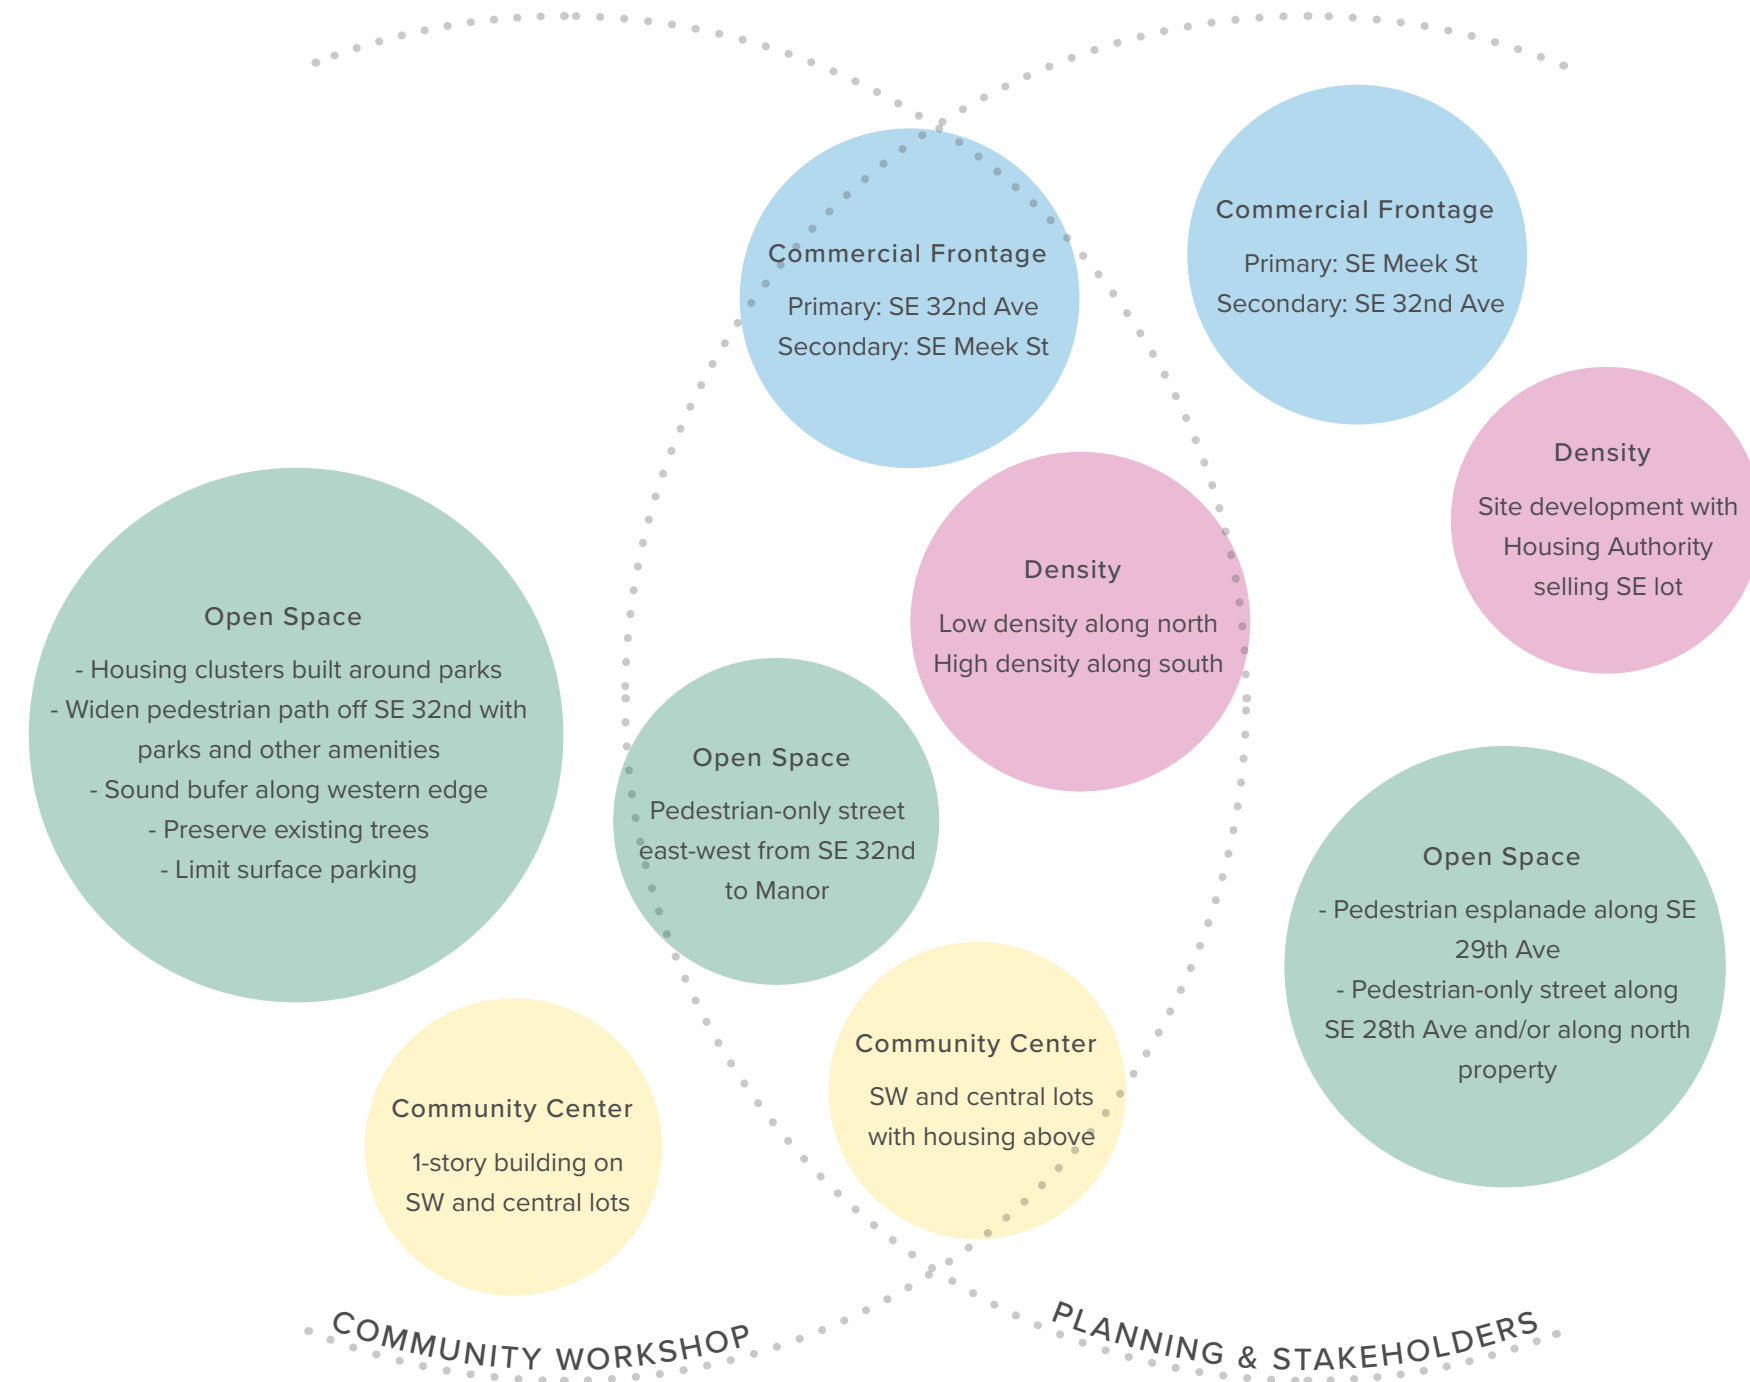 Commercial Frontage
Primary: SE 32nd Ave
Secondary: SE Meek St
Commercial Frontage
Primary: SE Meek St
Secondary: SE 32nd Ave
Density
Site development with
Housing Authority
selling SE lot
Density
Low density along north
High density along south
Open Space
- Housing clusters built around parks
- Widen pedestrian path off SE 32nd with
parks and other amenities
- Sound bufer along western edge
- Preserve existing trees
- Limit surface parking
Open Space
Pedestrian-only street
east-west from SE 32nd
to Manor
Open Space
- Pedestrian esplanade along SE
29th Ave
- Pedestrian-only street along
SE 28th Ave and/or along north
property
Community Center
1-story building on
SW and central lots
Community Center
SW and central lots
with housing above
COMMUNITY WORKSHOP
PLANNING & STAKEHOLDERS